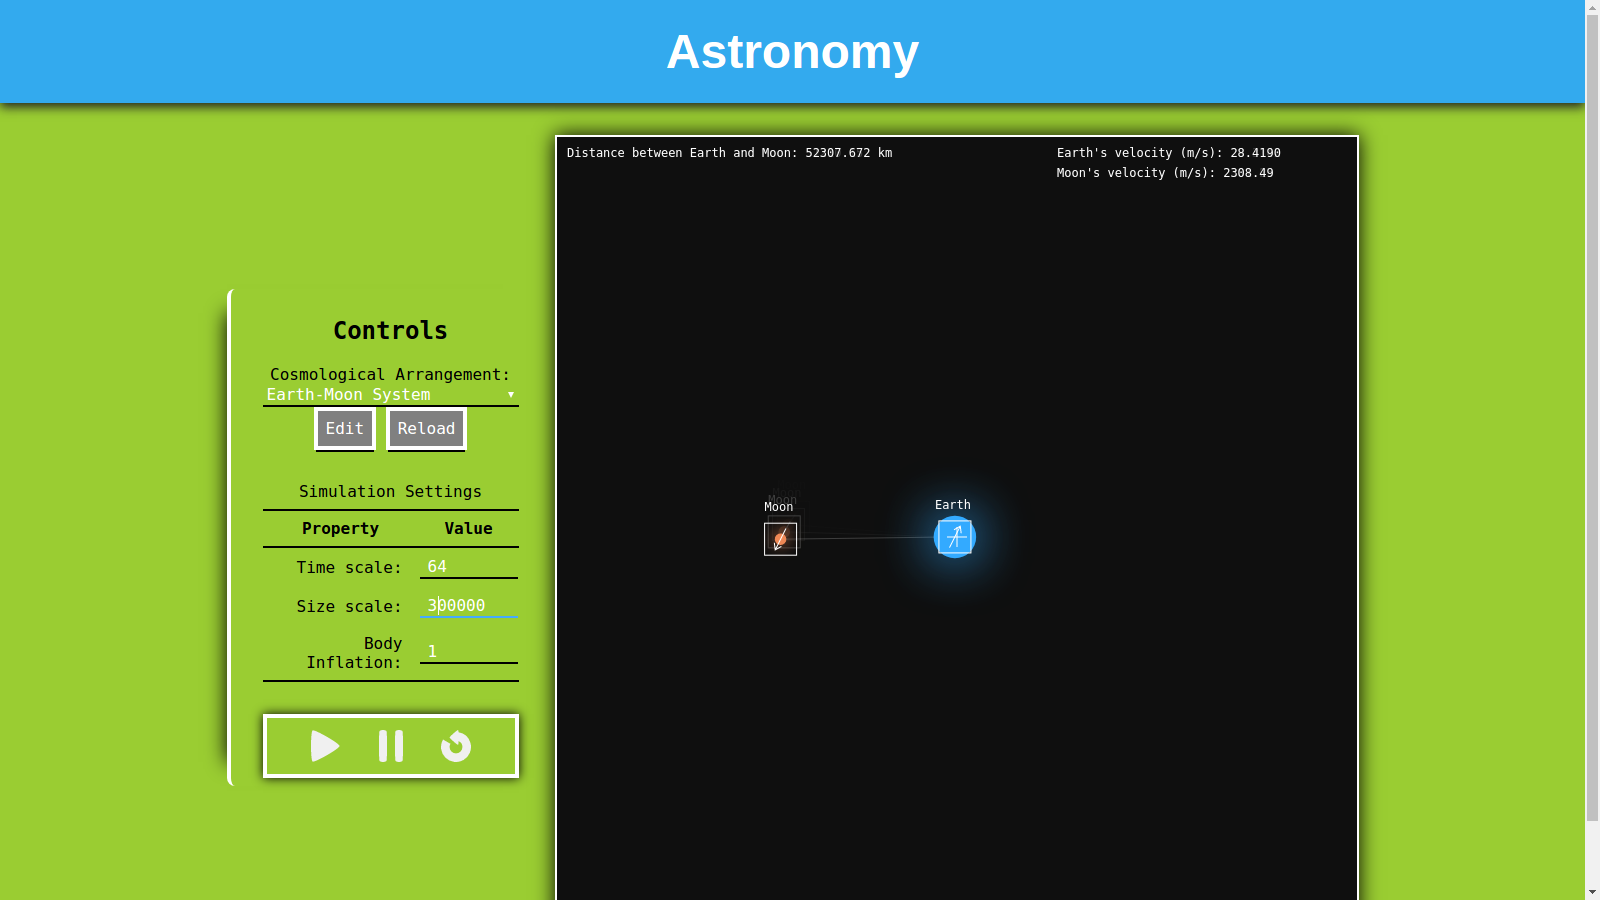 Astronomy
Distance between Earth and Moon: 52307.672 km
Earth's velocity (m/s): 28.4190
Moon's velocity (m/s): 2308.49
Controls
Cosmological Arrangement:
Earth-Moon System
Edit Reload
Simulation Settings
Property Value
Time scale: 64
Size scale: 300000
Body Inflation: 1
Moon
Moon
Earth